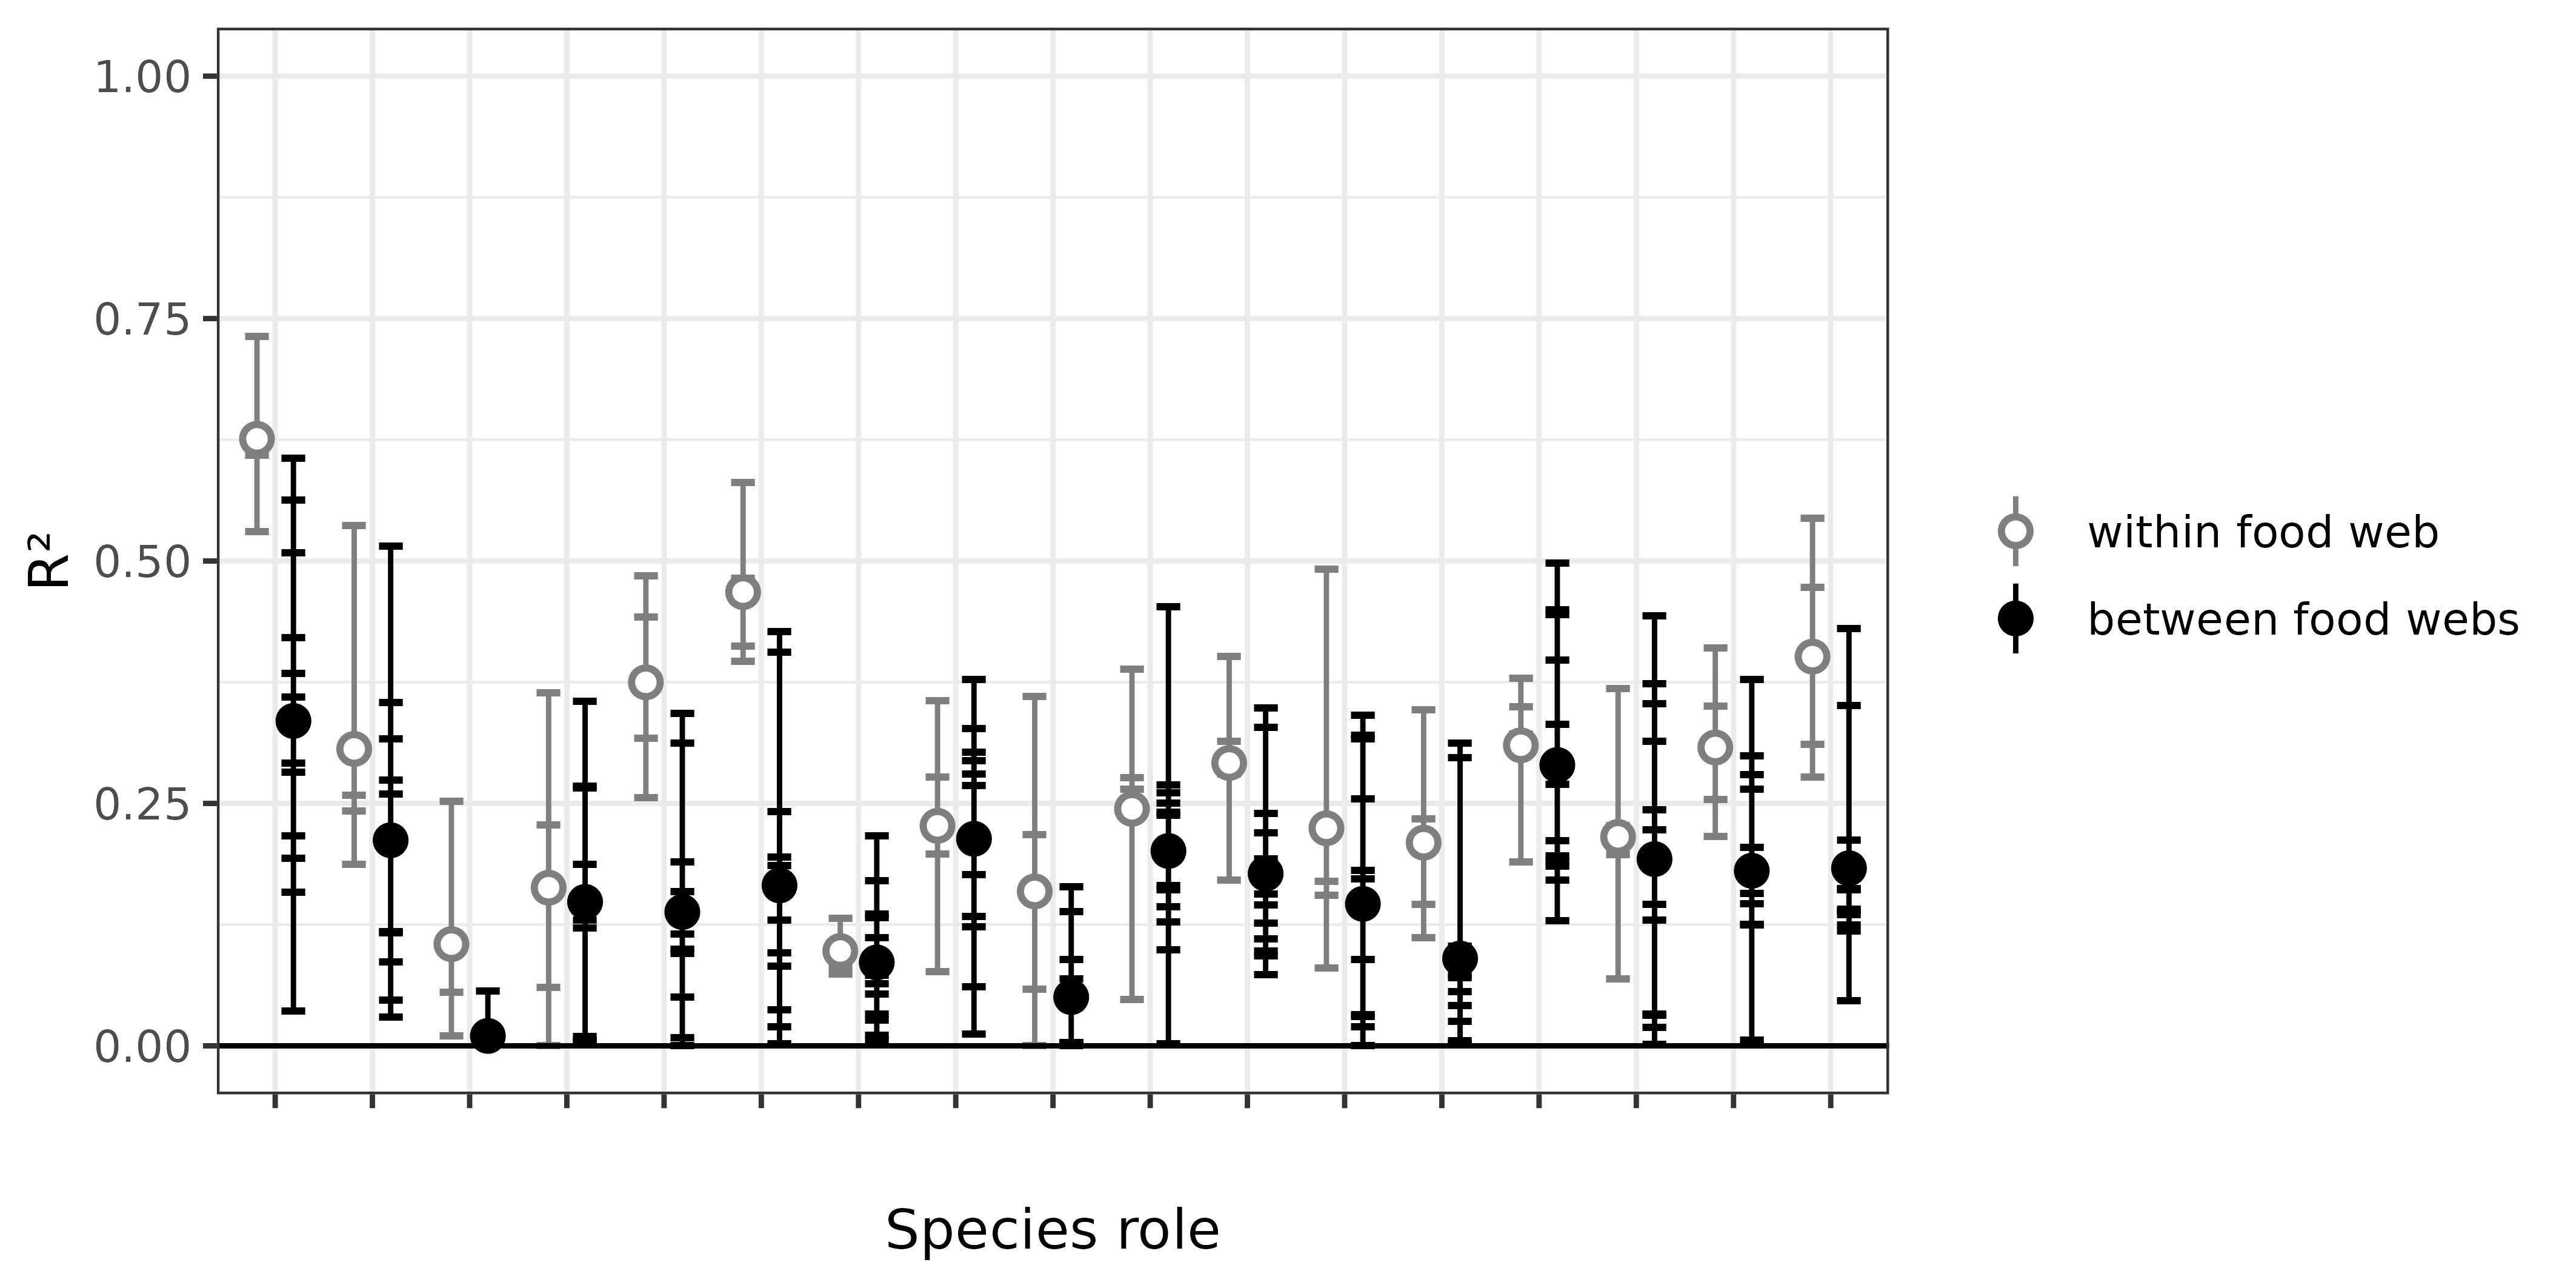 1.00
0.75
0.50
0.25
0.00
R²
Species role
within food web
between food webs